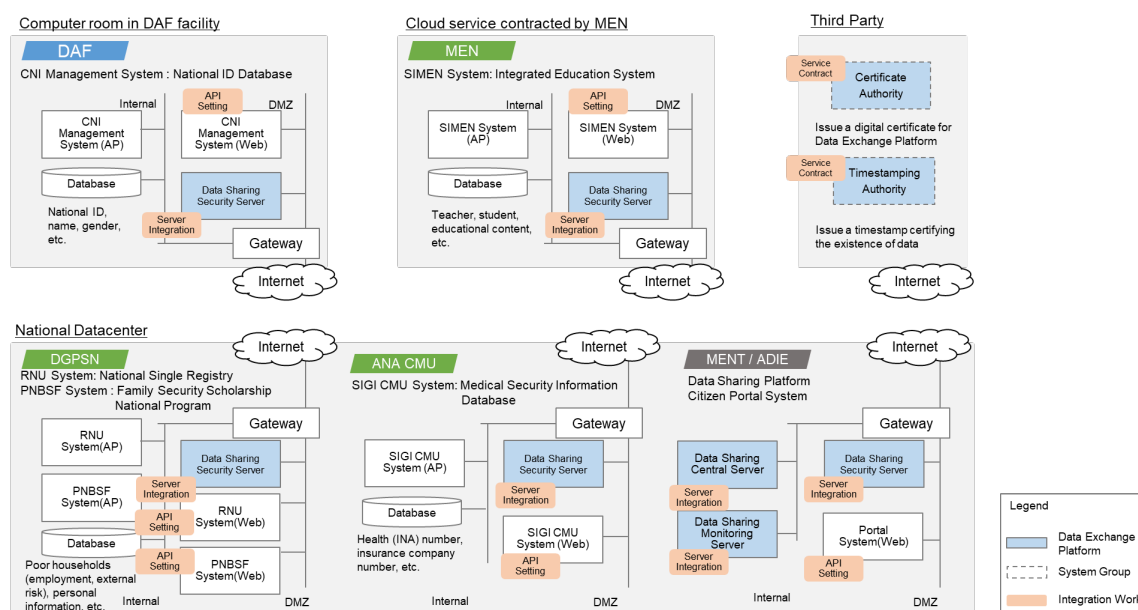 Computer room in DAF facility
DAF
CNI Management System : National ID Database
Internal
API
Setting
DMZ
CNI
Management
System (AP)
CNI
Management
System (Web)
Database
Data Sharing
Security Server
National ID,
name, gender,
etc.
Server
Integration
Gateway
Internet
Cloud service contracted by MEN
MEN
SIMEN System: Integrated Education System
Internal
API
Setting
DMZ
SIMEN System
(AP)
SIMEN System
(Web)
Database
Data Sharing
Security Server
Teacher, student,
educational content,
etc.
Server
Integration
Gateway
Internet
Third Party
Service
Contract
Certificate
Authority
Issue a digital certificate for
Data Exchange Platform
Service
Contract
Timestamping
Authority
Issue a timestamp certifying
the existence of data
Internet
National Datacenter
Internet
DGPSN
RNU System: National Single Registry
PNBSF System : Family Security Scholarship
National Program
Gateway
RNU
System(AP)
Data Sharing
Security Server
PNBSF
System(AP)
Server
Integration
API
Setting
RNU
System(Web)
Database
API
Setting
PNBSF
System(Web)
Poor households
(employment, external
risk), personal
information, etc.
Internal
DMZ
Internet
ANA CMU
SIGI CMU System: Medical Security Information
Database
Gateway
SIGI CMU
System (AP)
Data Sharing
Security Server
Server
Integration
Database
SIGI CMU
System (Web)
API
Setting
Health (INA) number,
insurance company
number, etc.
Internal
DMZ
Internet
MENT / ADIE
Data Sharing Platform
Citizen Portal System
Gateway
Data Sharing
Central Server
Data Sharing
Security Server
Server
Integration
Server
Integration
Data Sharing
Monitoring
Server
Portal
System(Web)
Server
Integration
API
Setting
Internal
DMZ
Legend
Data Exchange
Platform
System Group
Integration Work